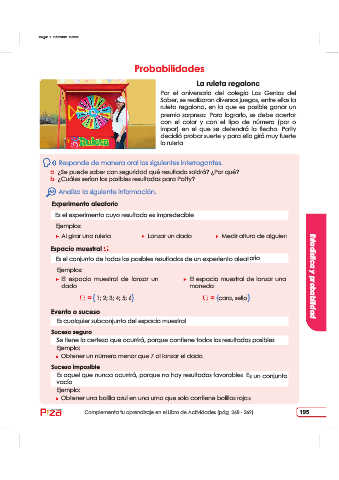 Probabilidades
La ruleta regalona
Por el aniversario del colegio Los Genios del
Saber, se realizaron diversos juegos, entre ellos la
ruleta regalona, en la que es posible ganar un
premio sorpresa. Para lograrlo, se debe acertar
con el color y con el tipo de número (par o
impar) en el que se detendrá la flecha. Patty
decidió probar suerte y para ello giró muy fuerte
la ruleta
Responde de manera oral las siguientes interrogantes.
a ¿Se puede saber con seguridad qué resultado saldrá? ¿Por qué?
b ¿Cuáles serían los posibles resultados para Patty?
Analiza la siguiente información.
Experimento aleatorio
Es el experimento cuyo resultado es impredecible
Ejemplos:
▸ Al girar una ruleta ▸ Lanzar un dado ▸ Medir altura de alguien
Espacio muestral Ω
Es el conjunto de todos los posibles resultados de un experiento aleatorio
Ejemplos:
▸ El espacio muestral de lanzar un
dado
▸ El espacio muestral de lanzar una
moneda
Ω = { 1; 2; 3; 4; 5; 6}
Ω = {cara, sello}
Evento o suceso
Es cualquier subconjunto del espacio muestral
Suceso seguro
Se tiene la certeza que ocurrirá, porque contiene todos los resultados posibles
Ejemplo:
▸ Obtener un número menor que 7 al lanzar el dado.
Suceso imposible
Es aquel que nunca ocurrirá, porque no hay resultados favorables. Es un conjunto
vacío
Ejemplo:
▸ Obtener una bolilla azul en una urna que solo contiene bolillas rojas
Estadística y probabilidad
Complementa tu aprendizaje en el Libro de Actividades (pág. 268 - 269)
195